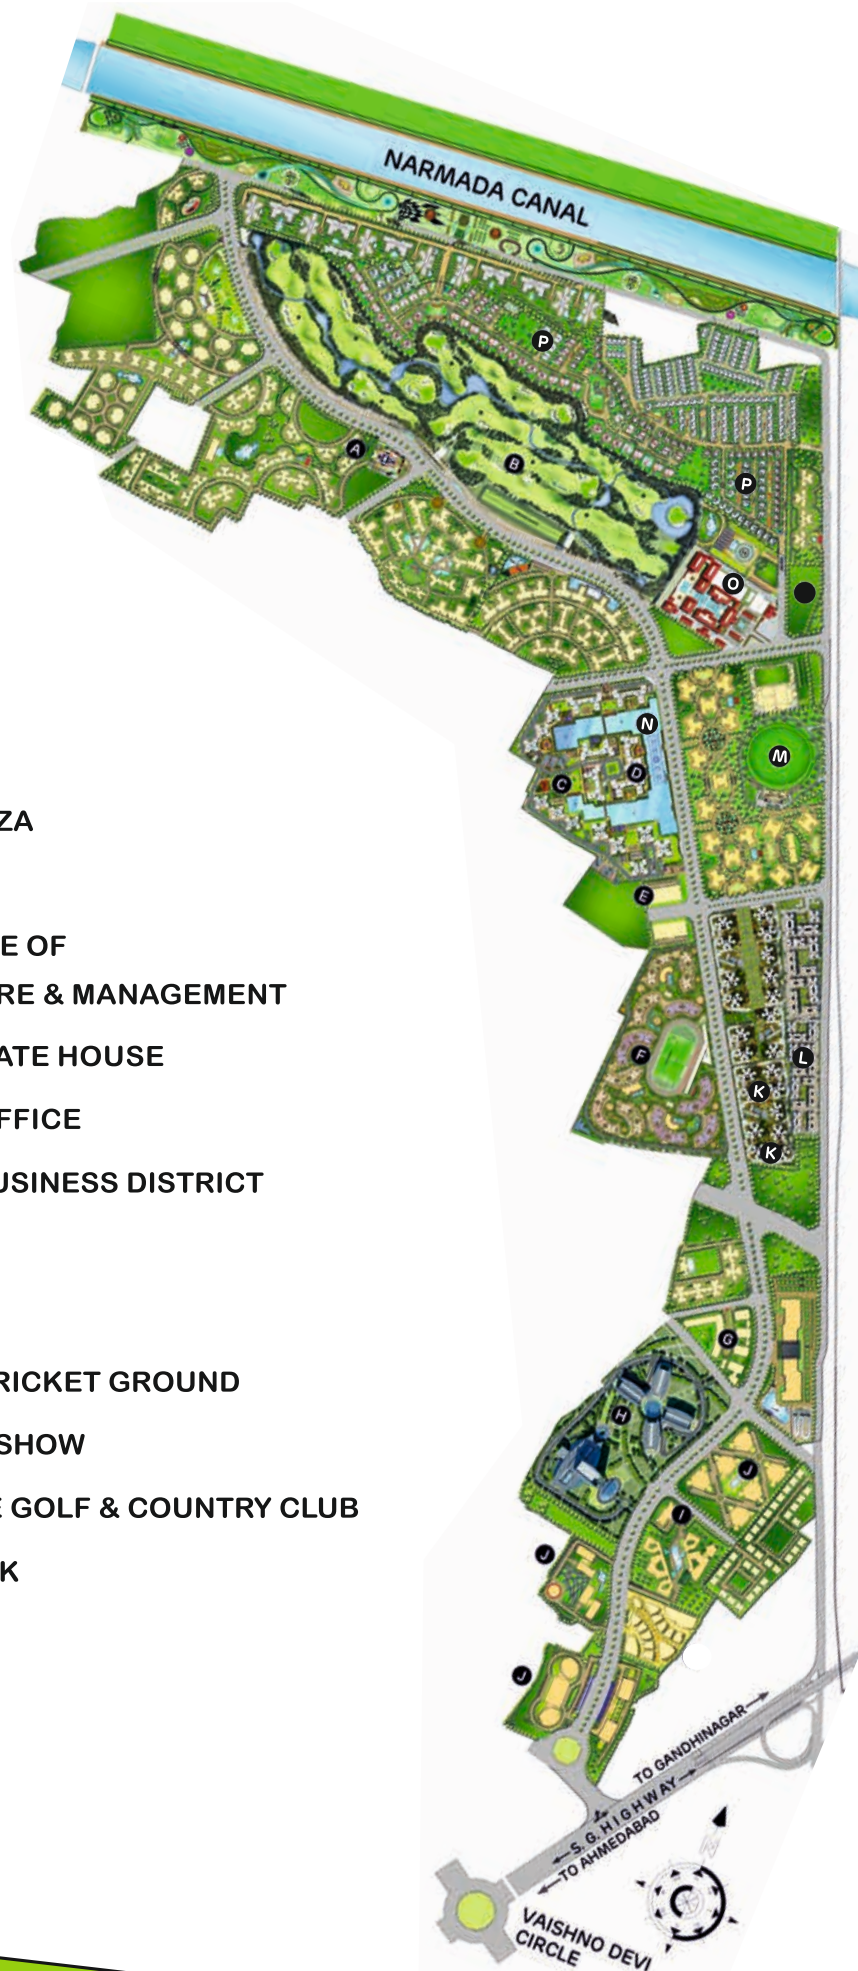 NARMADA CANAL
P
A
B
P
O
N
M
D
C
E
F
L
K
K
G
H
J
I
J
J
ZA
E OF
RE & MANAGEMENT
ATE HOUSE
FFICE
USINESS DISTRICT
RICKET GROUND
SHOW
E GOLF & COUNTRY CLUB
K
TO GANDHINAGAR
S. G. HIGHWAY
TO AHMEDABAD
N
VAISHNO DEVI
CIRCLE